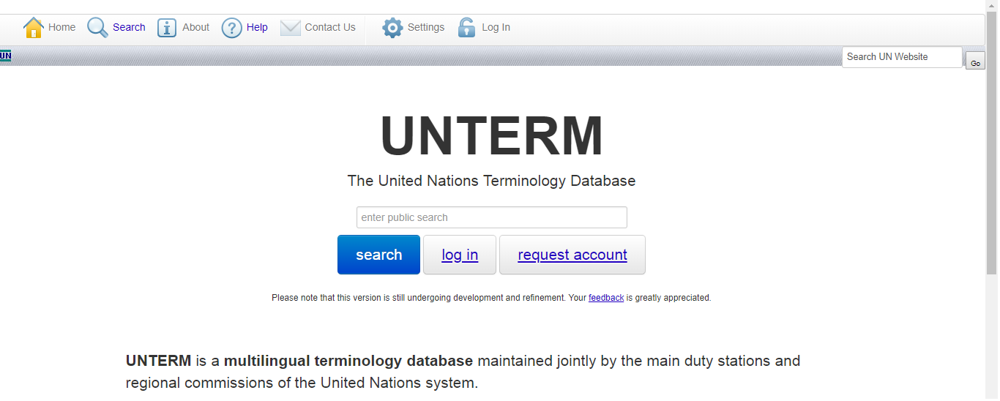 Home Search About Help Contact Us Settings Log In
UN
Search UN Website Go
UNTERM
The United Nations Terminology Database
enter public search
search log in request account
Please note that this version is still undergoing development and refinement. Your feedback is greatly appreciated.
UNTERM is a multilingual terminology database maintained jointly by the main duty stations and
regional commissions of the United Nations system.